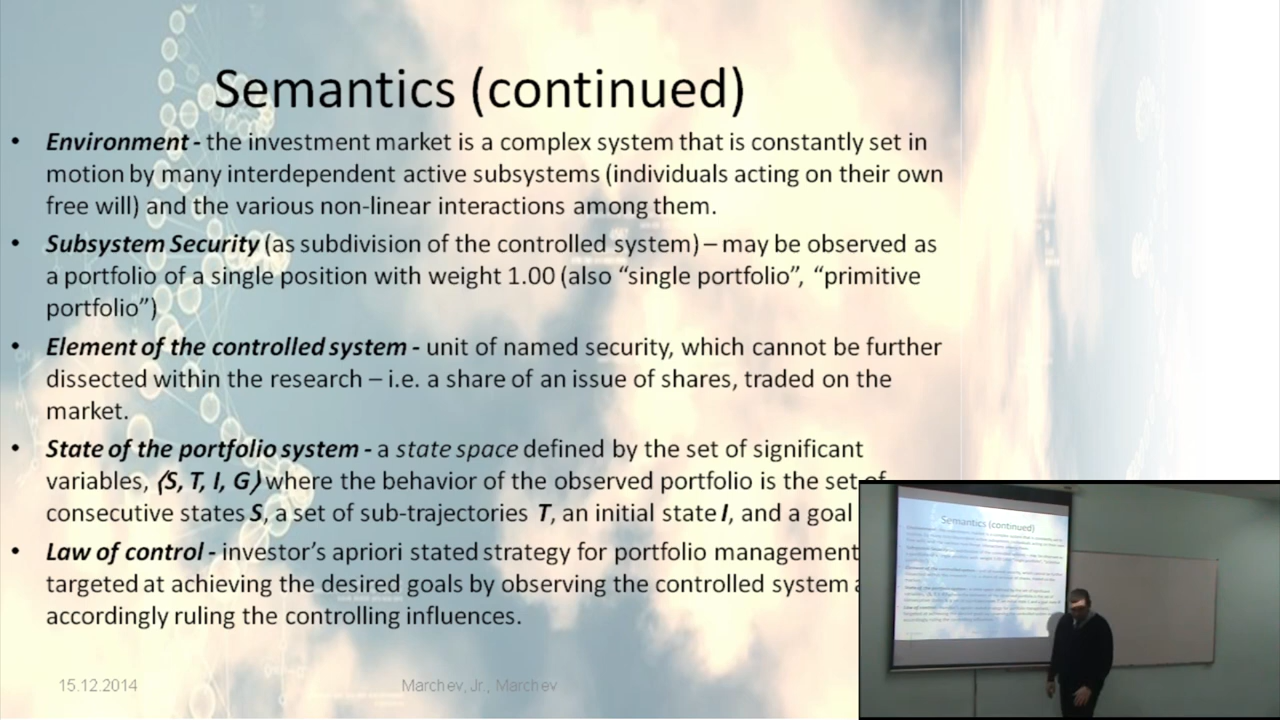 Semantics (continued)
• Environment - the investment market is a complex system that is constantly set in
motion by many interdependent active subsystems (individuals acting on their own
free will) and the various non-linear interactions among them.
• Subsystem Security (as subdivision of the controlled system) – may be observed as
a portfolio of a single position with weight 1.00 (also “single portfolio”, “primitive
portfolio”)
• Element of the controlled system - unit of named security, which cannot be further
dissected within the research – i.e. a share of an issue of shares, traded on the
market.
• State of the portfolio system - a state space defined by the set of significant
variables, ⟨S, T, I, G⟩ where the behavior of the observed portfolio is the set of
consecutive states S, a set of sub-trajectories T, an initial state I, and a goal
• Law of control - investor’s apriori stated strategy for portfolio management
targeted at achieving the desired goals by observing the controlled system
accordingly ruling the controlling influences.
15.12.2014
Marchev, Jr., Marchev
Semantics (continued)